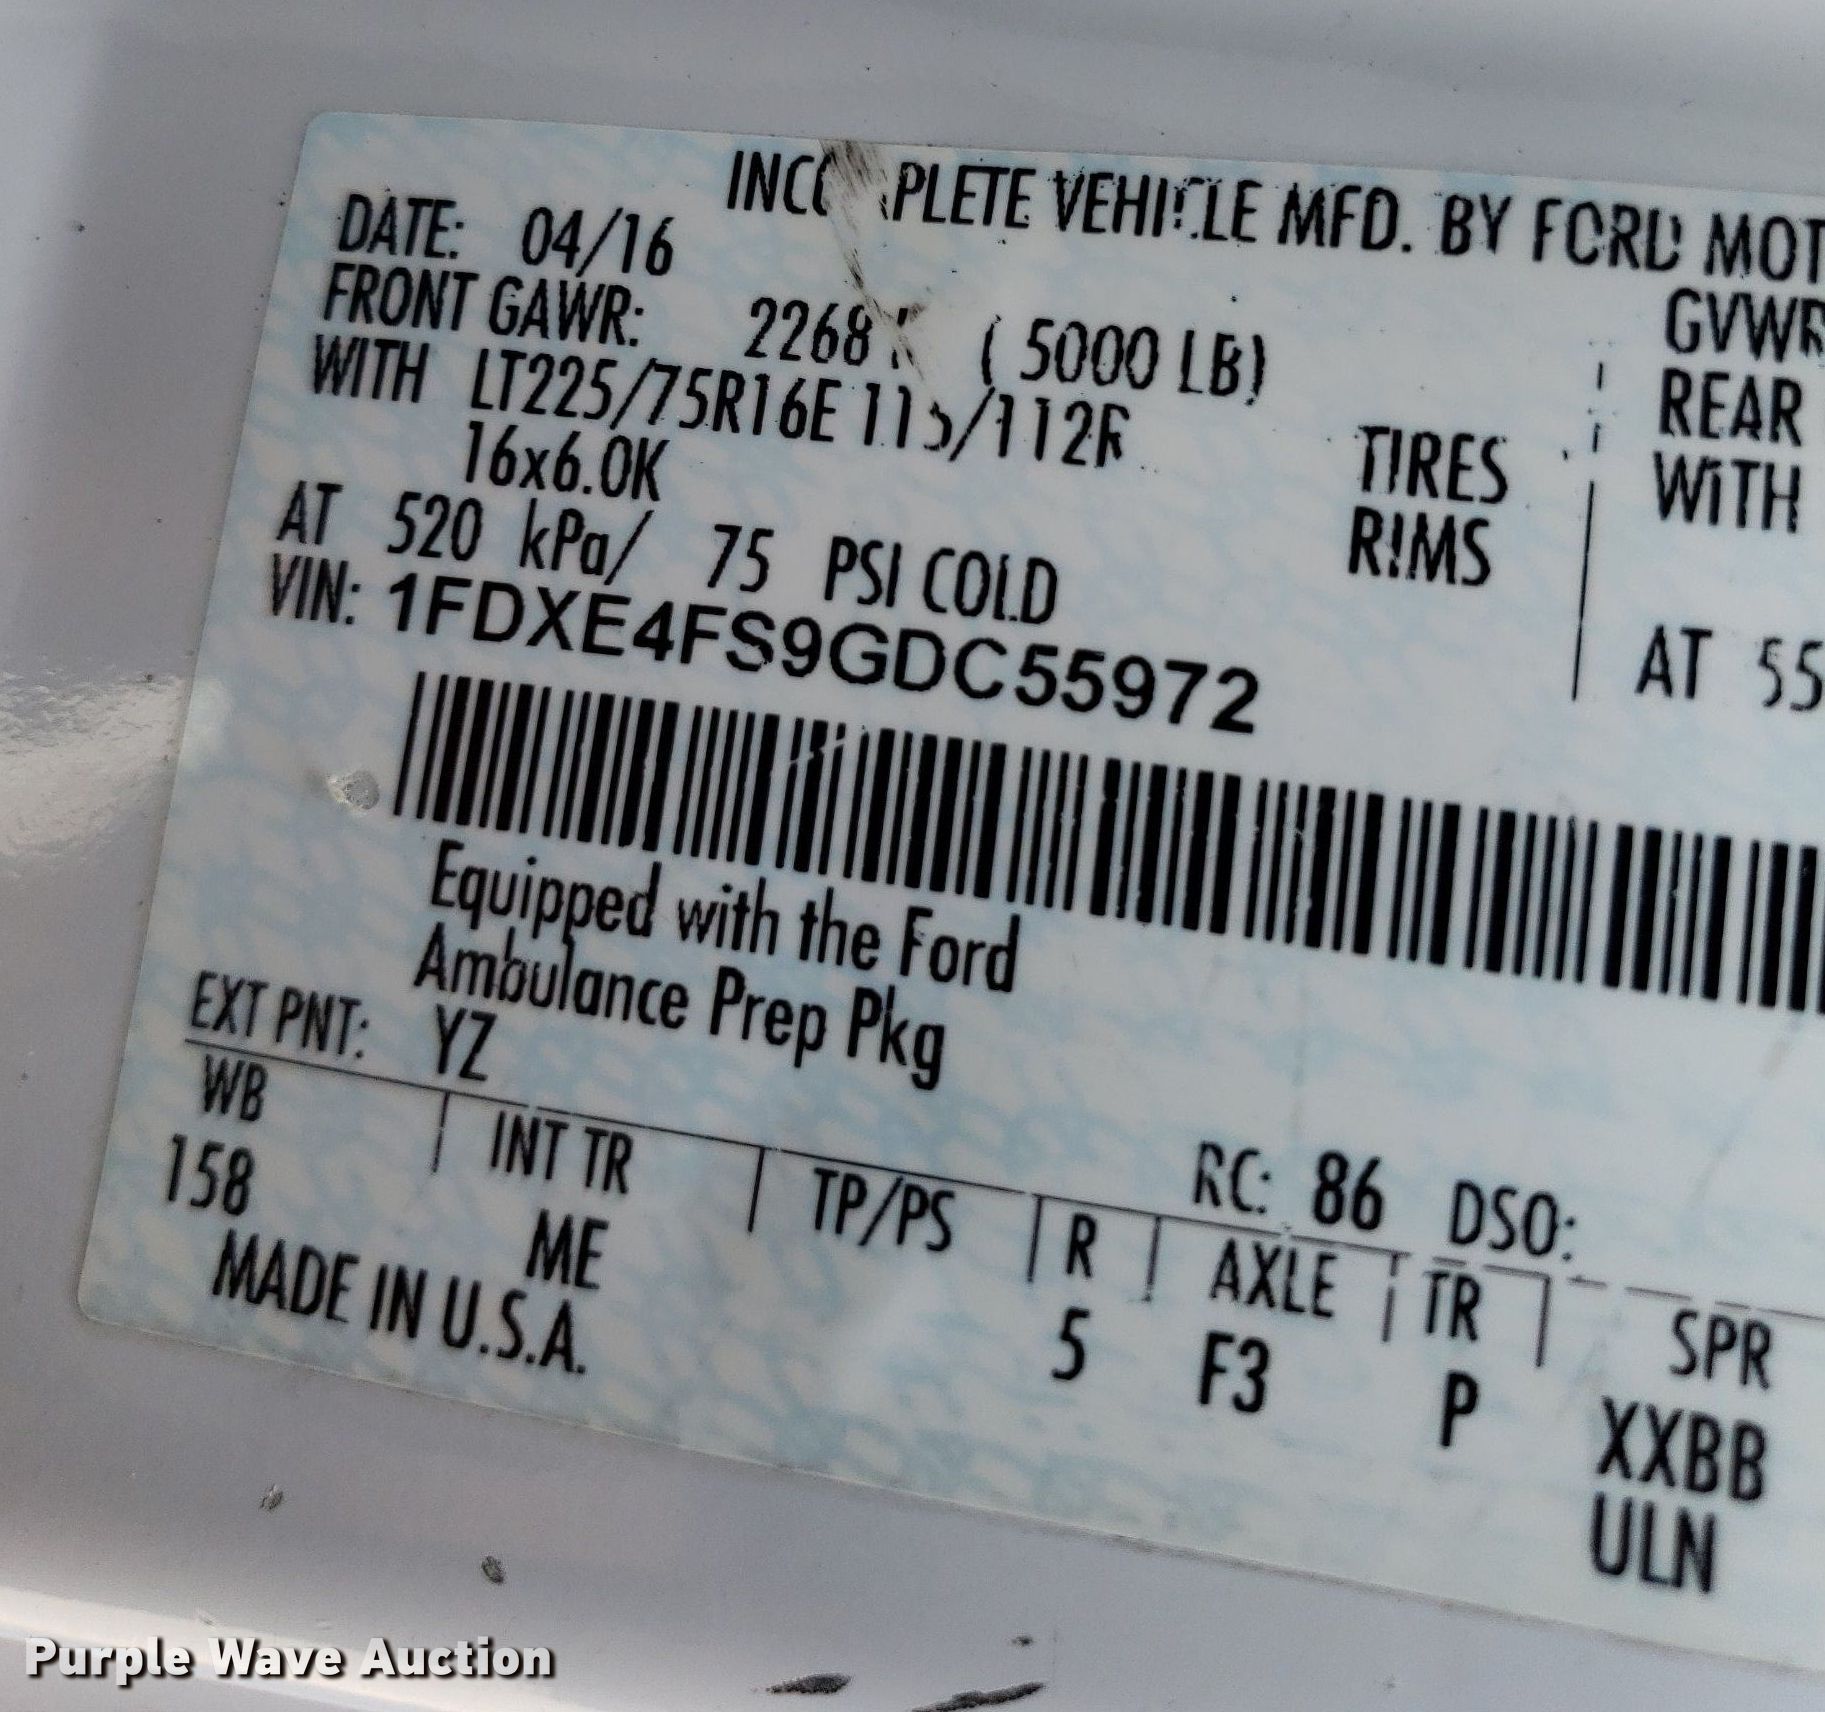 INCOMPLETE VEHICLE MFD. BY FORD MOT
DATE: 04/16
GVWR
FRONT GAWR: 2268 K ( 5000 LB)
REAR
WITH LT225/75R16E 115/112R TIRES
WITH
16x6.0K RIMS
AT 520 kPa/ 75 PSI COLD
AT 55
VIN: 1FDXE4FS9GDC55972
Equipped with the Ford
Ambulance Prep Pkg
EXT PNT: YZ RC: 86 DSO:
WB INT TR TP/PS R AXLE TR SPR
158 ME 5 F3 P XXBB
MADE IN U.S.A. ULN
Purple Wave Auction